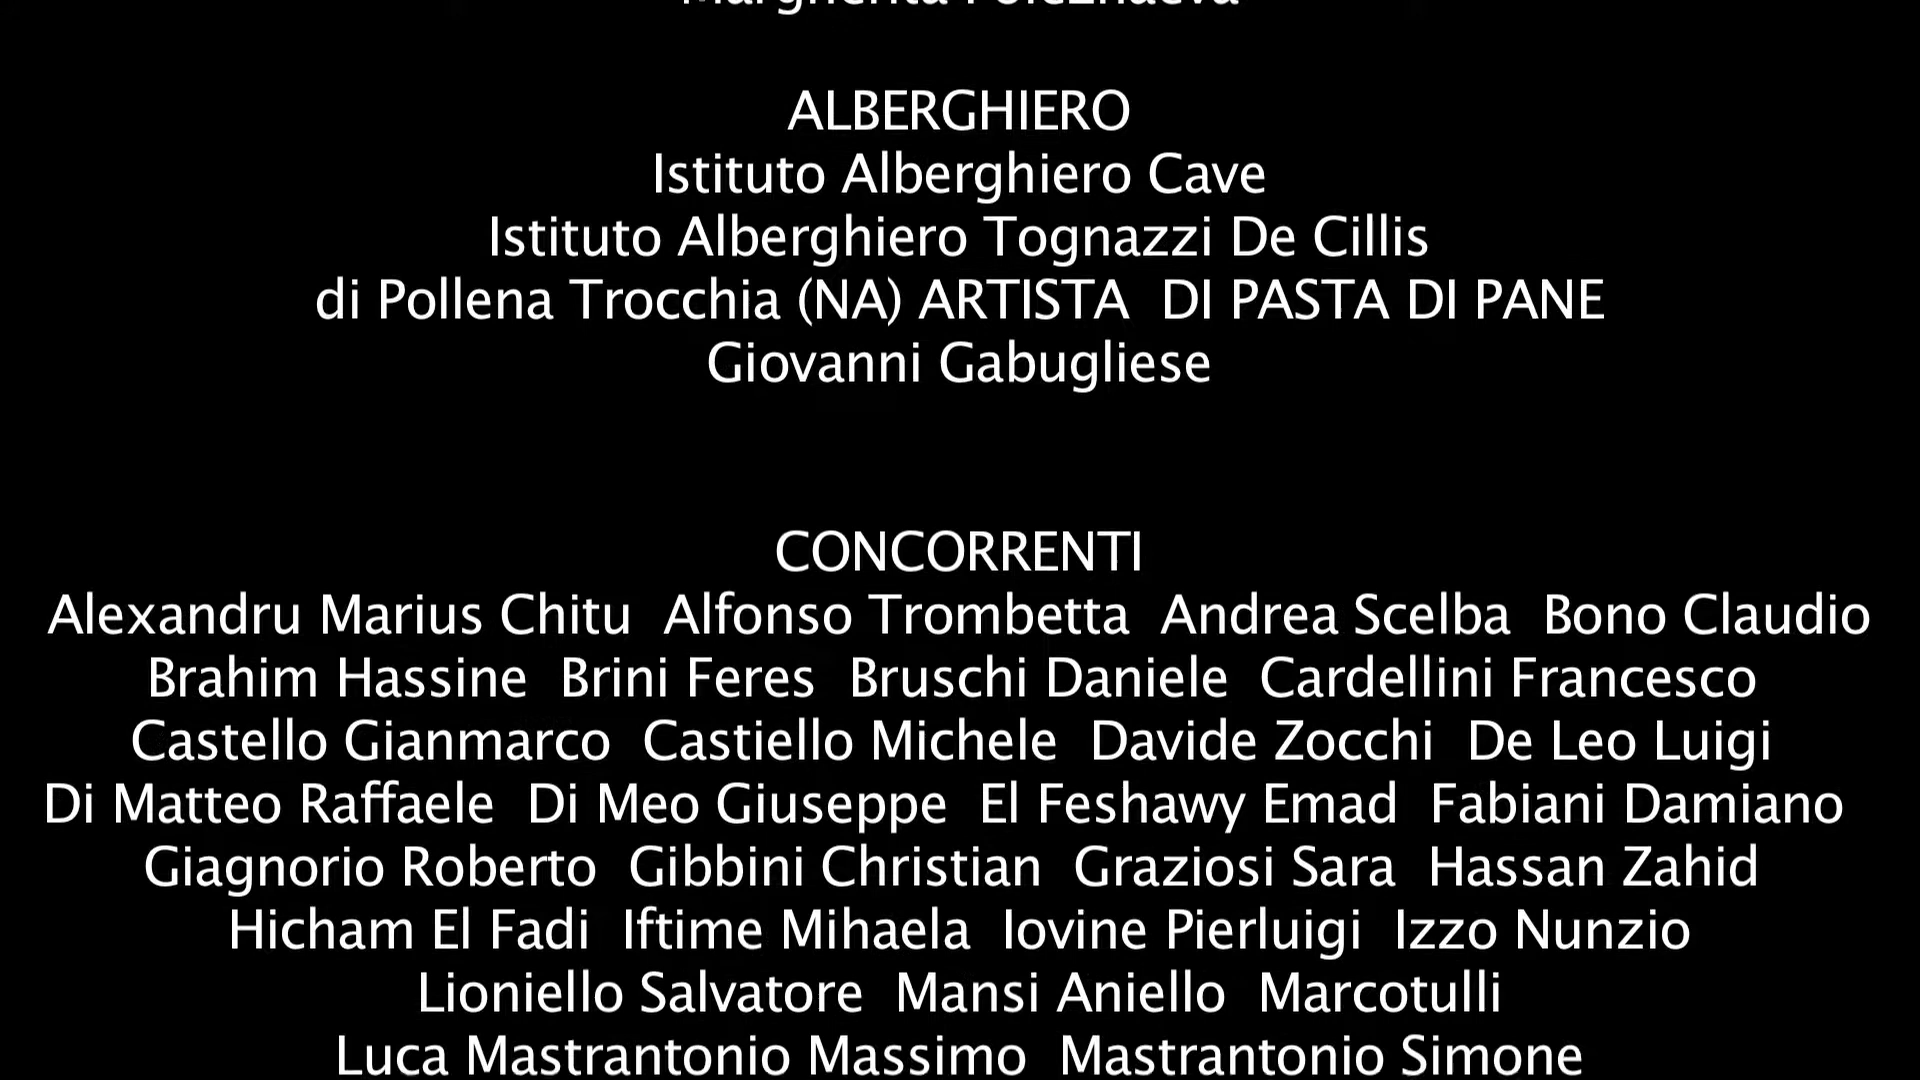 ALBERGHIERO
Istituto Alberghiero Cave
Istituto Alberghiero Tognazzi De Cillis
di Pollena Trocchia (NA) ARTISTA  DI PASTA DI PANE
Giovanni Gabugliese
CONCORRENTI
Alexandru Marius Chitu  Alfonso Trombetta  Andrea Scelba  Bono Claudio
Brahim Hassine  Brini Feres  Bruschi Daniele  Cardellini Francesco
Castello Gianmarco  Castiello Michele  Davide Zocchi  De Leo Luigi
Di Matteo Raffaele  Di Meo Giuseppe  El Feshawy Emad  Fabiani Damiano
Giagnorio Roberto  Gibbini Christian  Graziosi Sara  Hassan Zahid
Hicham El Fadi  Iftime Mihaela  Iovine Pierluigi  Izzo Nunzio
Lioniello Salvatore  Mansi Aniello  Marcotulli
Luca Mastrantonio Massimo  Mastrantonio Simone